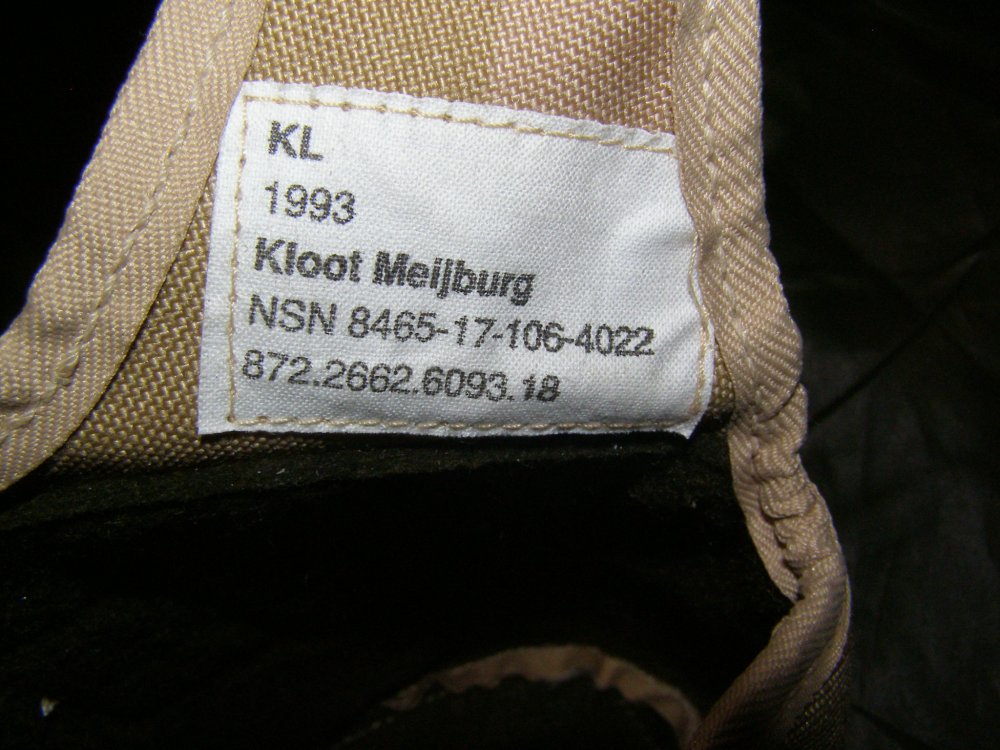 KL
1993
Kloot Meijburg
NSN 8465-17-106-4022
872.2662.6093.18